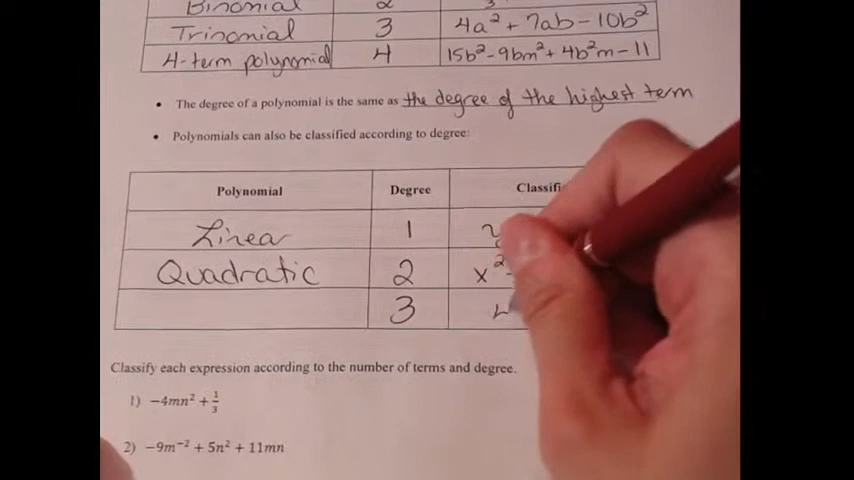 Binomial 2
Trinomial 3 4a² + 7ab - 10b²
4-term polynomial 4 15b² - 9bm² + 4b²m - 11
• The degree of a polynomial is the same as the degree of the highest term
• Polynomials can also be classified according to degree:
Polynomial Degree Classifi
Linear 1
Quadratic 2 x²
3
Classify each expression according to the number of terms and degree.
1) −4mn² + 1/3
2) −9m⁻² + 5n² + 11mn